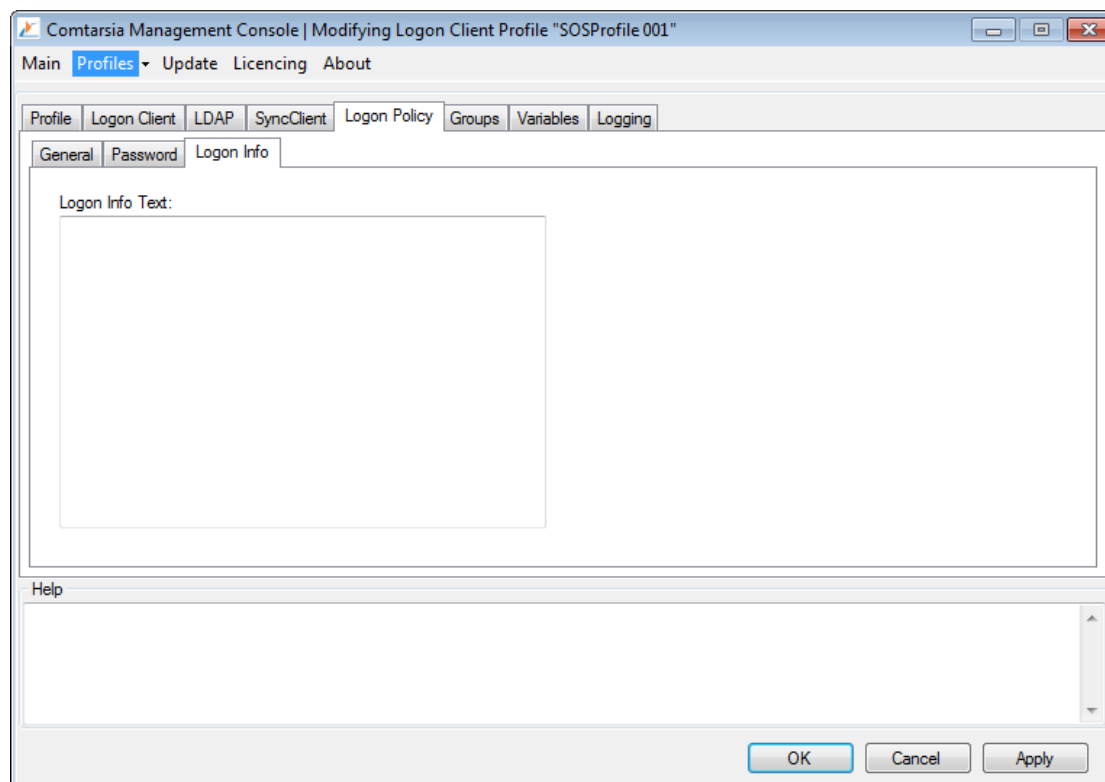 Comtarsia Management Console | Modifying Logon Client Profile "SOSProfile 001"
Main Profiles Update Licencing About
Profile Logon Client LDAP SyncClient Logon Policy Groups Variables Logging
General Password Logon Info
Logon Info Text:
Help
OK Cancel Apply